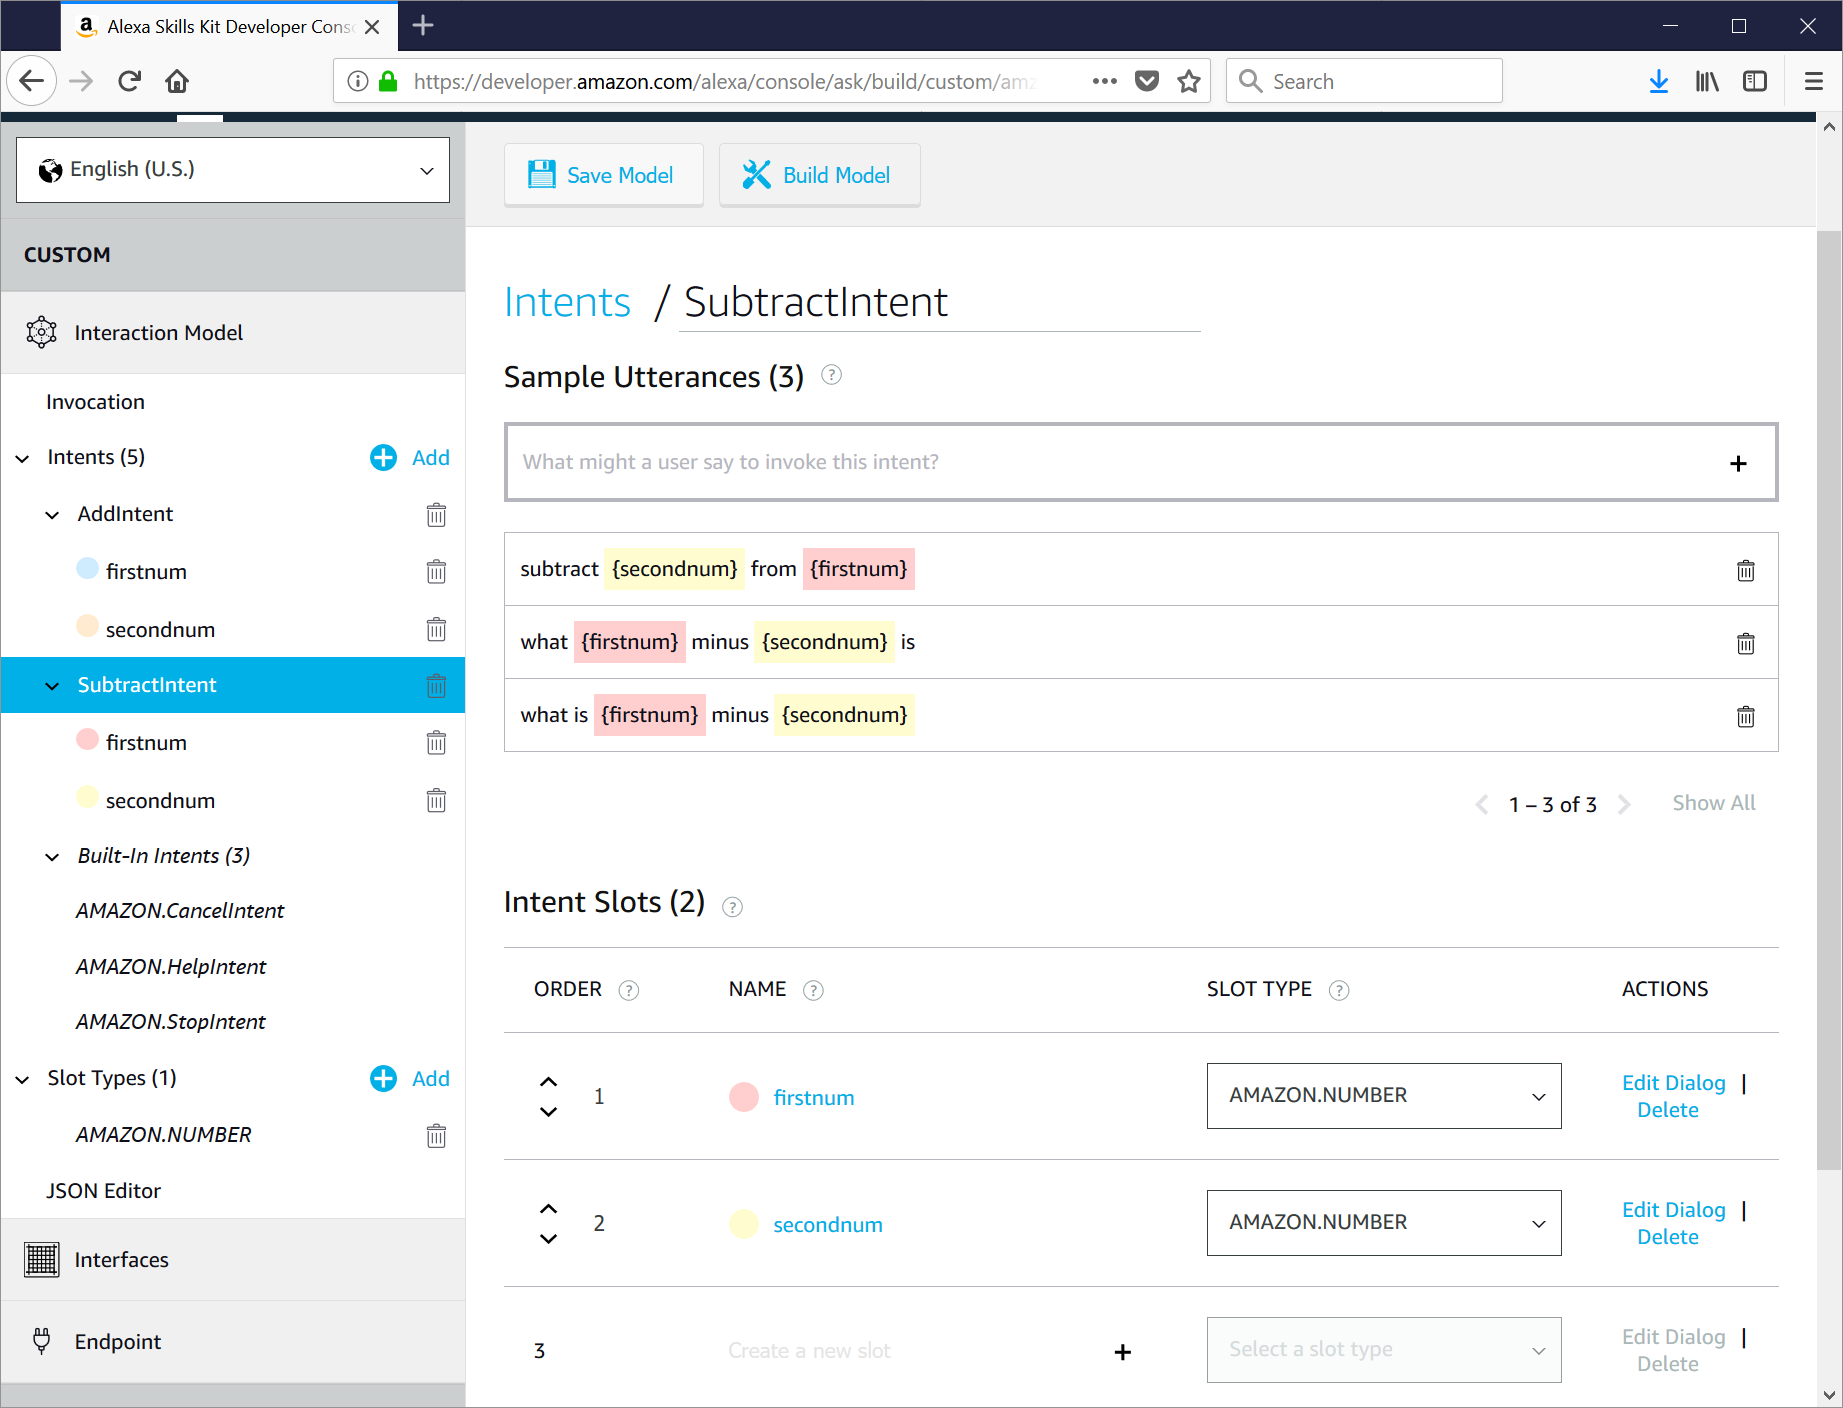 Alexa Skills Kit Developer Cons
https://developer.amazon.com/alexa/console/ask/build/custom/amz
Search
English (U.S.)
Save Model
Build Model
CUSTOM
Interaction Model
Invocation
Intents (5)
Add
AddIntent
firstnum
secondnum
SubtractIntent
firstnum
secondnum
Built-In Intents (3)
AMAZON.CancelIntent
AMAZON.HelpIntent
AMAZON.StopIntent
Slot Types (1)
Add
AMAZON.NUMBER
JSON Editor
Interfaces
Endpoint
Intents / SubtractIntent
Sample Utterances (3) ?
What might a user say to invoke this intent?
subtract {secondnum} from {firstnum}
what {firstnum} minus {secondnum} is
what is {firstnum} minus {secondnum}
1 – 3 of 3
Show All
Intent Slots (2) ?
ORDER ? NAME ? SLOT TYPE ? ACTIONS
1 firstnum AMAZON.NUMBER Edit Dialog |
Delete
2 secondnum AMAZON.NUMBER Edit Dialog |
Delete
3 Create a new slot Select a slot type Edit Dialog |
Delete